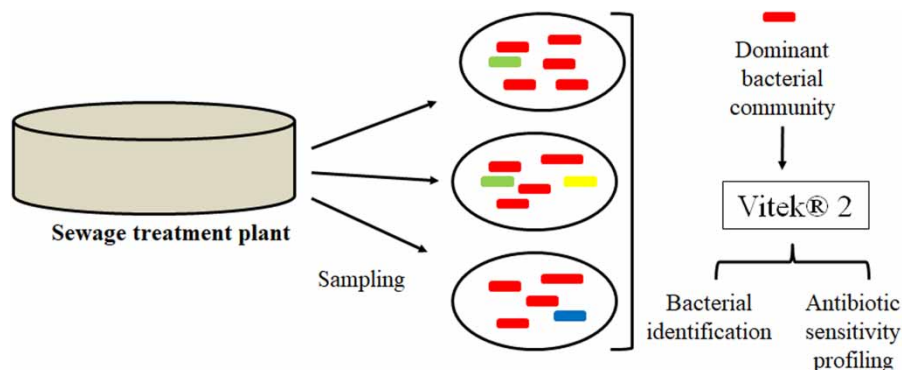 Sewage treatment plant
Sampling
Dominant
bacterial
community
Vitek® 2
Bacterial
identification
Antibiotic
sensitivity
profiling